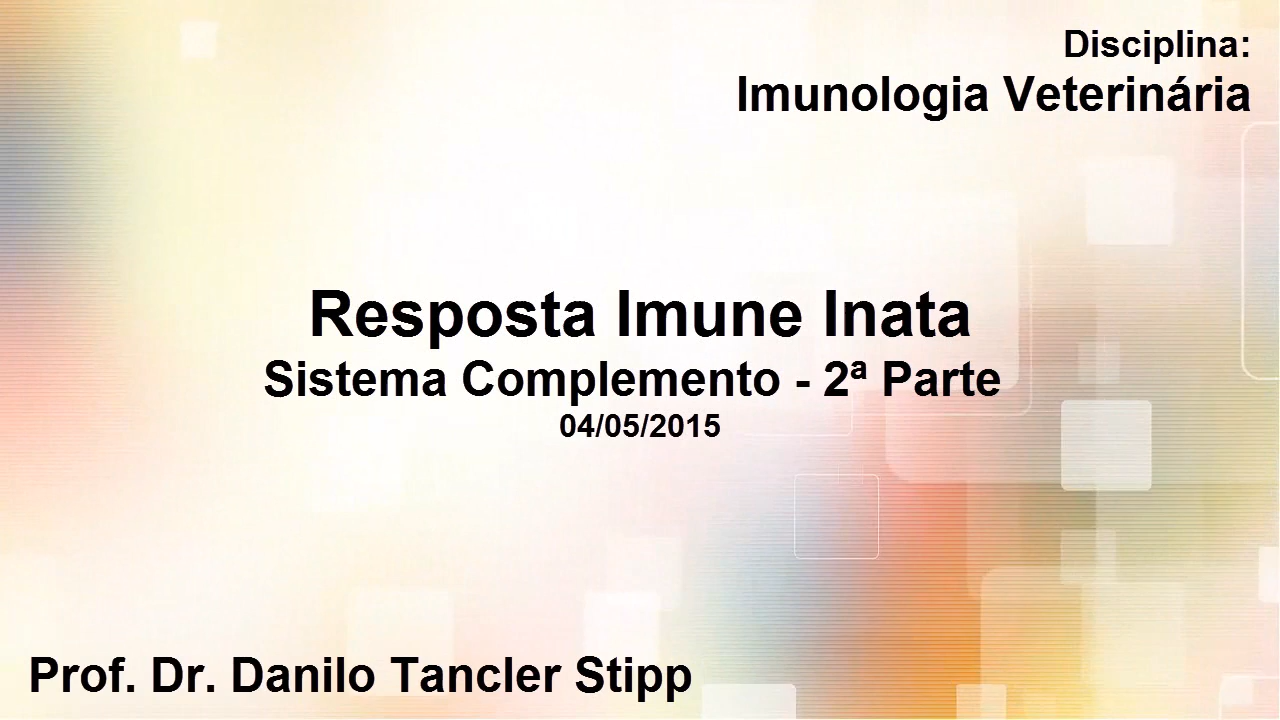 Disciplina:
Imunologia Veterinária
Resposta Imune Inata
Sistema Complemento - 2ª Parte
04/05/2015
Prof. Dr. Danilo Tancler Stipp